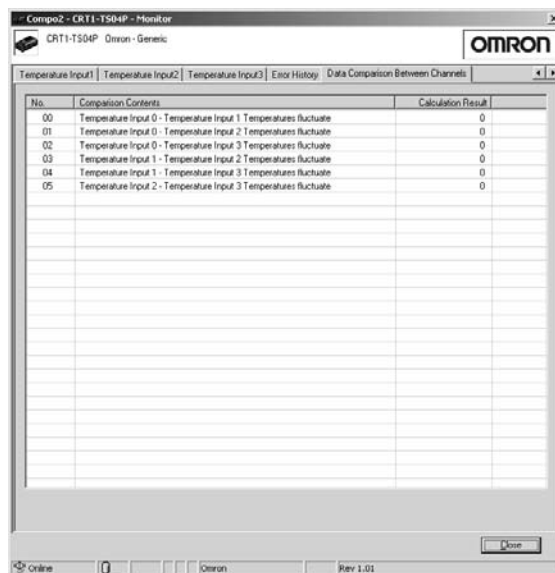 Compo2 - CRT1-TS04P - Monitor
CRT1-TS04P Omron - Generic
OMRON
Temperature Input1 Temperature Input2 Temperature Input3 Error History Data Comparison Between Channels
No. Comparison Contents Calculation Result
00 Temperature Input 0 - Temperature Input 1 Temperatures fluctuate 0
01 Temperature Input 0 - Temperature Input 2 Temperatures fluctuate 0
02 Temperature Input 0 - Temperature Input 3 Temperatures fluctuate 0
03 Temperature Input 1 - Temperature Input 2 Temperatures fluctuate 0
04 Temperature Input 1 - Temperature Input 3 Temperatures fluctuate 0
05 Temperature Input 2 - Temperature Input 3 Temperatures fluctuate 0
Close
Online Omron Rev 1.01